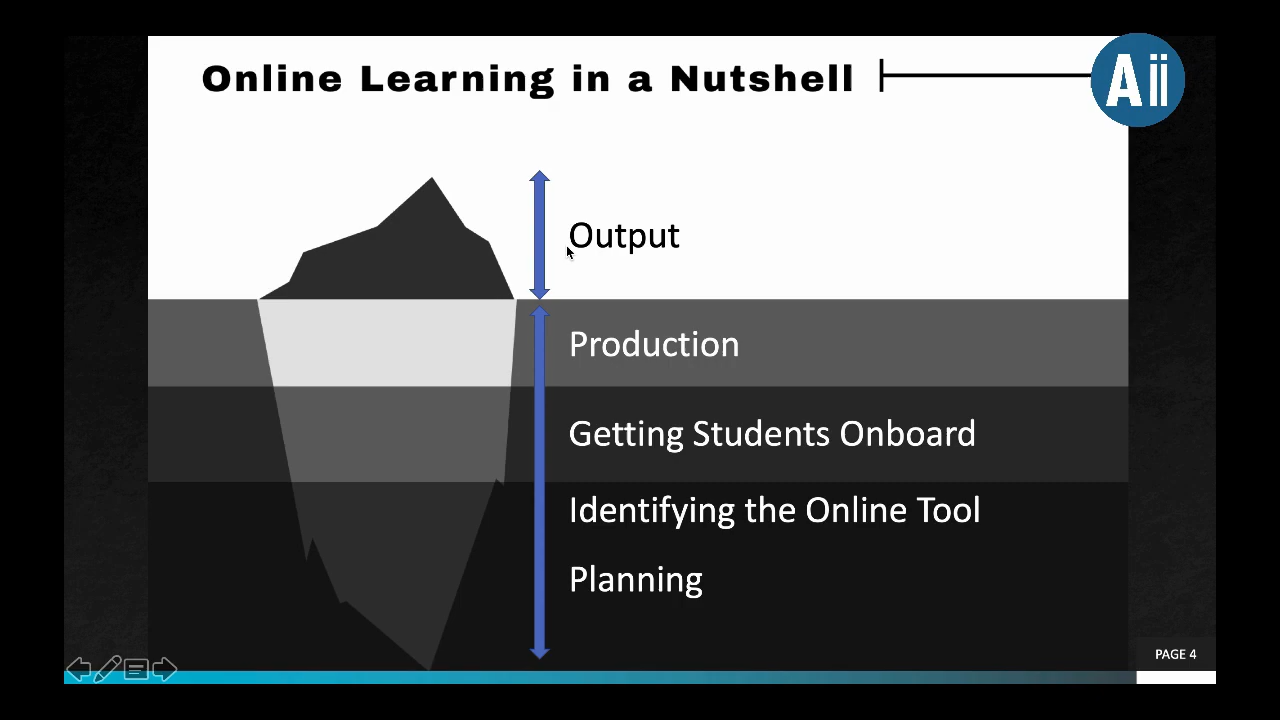 Online Learning in a Nutshell
Aii
Output
Production
Getting Students Onboard
Identifying the Online Tool
Planning
PAGE 4